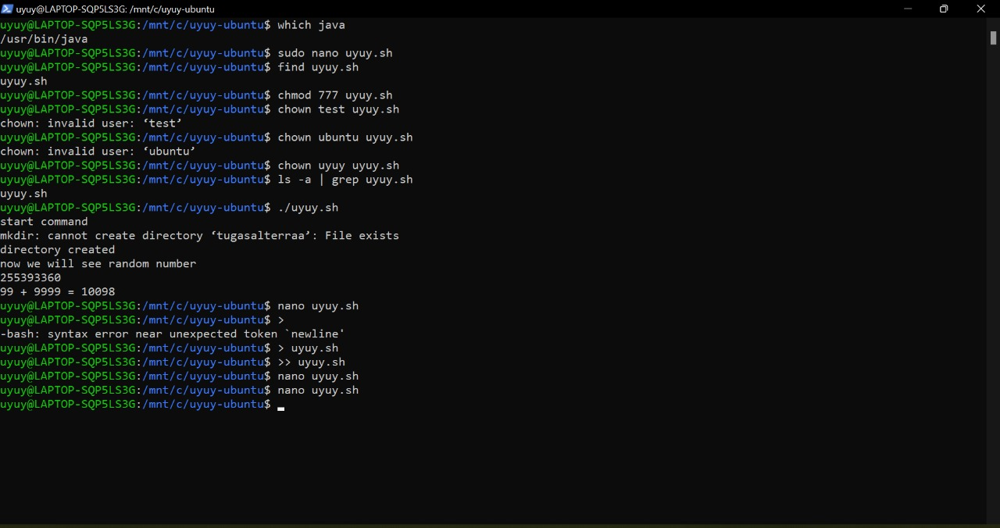 uyuy@LAPTOP-SQP5LS3G: /mnt/c/uyuy-ubuntu
uyuy@LAPTOP-SQP5LS3G:/mnt/c/uyuy-ubuntu$ which java
/usr/bin/java
uyuy@LAPTOP-SQP5LS3G:/mnt/c/uyuy-ubuntu$ sudo nano uyuy.sh
uyuy@LAPTOP-SQP5LS3G:/mnt/c/uyuy-ubuntu$ find uyuy.sh
uyuy.sh
uyuy@LAPTOP-SQP5LS3G:/mnt/c/uyuy-ubuntu$ chmod 777 uyuy.sh
uyuy@LAPTOP-SQP5LS3G:/mnt/c/uyuy-ubuntu$ chown test uyuy.sh
chown: invalid user: ‘test’
uyuy@LAPTOP-SQP5LS3G:/mnt/c/uyuy-ubuntu$ chown ubuntu uyuy.sh
chown: invalid user: ‘ubuntu’
uyuy@LAPTOP-SQP5LS3G:/mnt/c/uyuy-ubuntu$ chown uyuy uyuy.sh
uyuy@LAPTOP-SQP5LS3G:/mnt/c/uyuy-ubuntu$ ls -a | grep uyuy.sh
uyuy.sh
uyuy@LAPTOP-SQP5LS3G:/mnt/c/uyuy-ubuntu$ ./uyuy.sh
start command
mkdir: cannot create directory ‘tugasalterraa’: File exists
directory created
now we will see random number
255393360
99 + 9999 = 10098
uyuy@LAPTOP-SQP5LS3G:/mnt/c/uyuy-ubuntu$ nano uyuy.sh
uyuy@LAPTOP-SQP5LS3G:/mnt/c/uyuy-ubuntu$ >
-bash: syntax error near unexpected token `newline'
uyuy@LAPTOP-SQP5LS3G:/mnt/c/uyuy-ubuntu$ > uyuy.sh
uyuy@LAPTOP-SQP5LS3G:/mnt/c/uyuy-ubuntu$ >> uyuy.sh
uyuy@LAPTOP-SQP5LS3G:/mnt/c/uyuy-ubuntu$ nano uyuy.sh
uyuy@LAPTOP-SQP5LS3G:/mnt/c/uyuy-ubuntu$ nano uyuy.sh
uyuy@LAPTOP-SQP5LS3G:/mnt/c/uyuy-ubuntu$